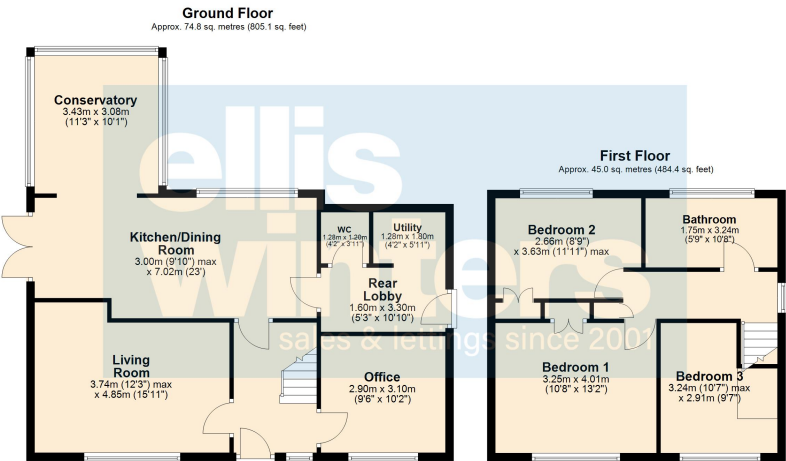 Ground Floor
Approx. 74.8 sq. metres (805.1 sq. feet)
Conservatory
3.43m x 3.08m
(11'3" x 10'1")
Kitchen/Dining
Room
3.00m (9'10") max
x 7.02m (23')
WC
1.28m x 1.20m
(4'2" x 3'11")
Utility
1.28m x 1.80m
(4'2" x 5'11")
Rear
Lobby
1.60m x 3.30m
(5'3" x 10'10")
Living
Room
3.74m (12'3") max
x 4.85m (15'11")
Office
2.90m x 3.10m
(9'6" x 10'2")
First Floor
Approx. 45.0 sq. metres (484.4 sq. feet)
Bedroom 2
2.66m (8'9")
x 3.63m (11'11") max
Bathroom
1.75m x 3.24m
(5'9" x 10'8")
Bedroom 1
3.25m x 4.01m
(10'8" x 13'2")
Bedroom 3
3.24m (10'7") max
x 2.91m (9'7")
ellis
winters
sales & lettings since 2001